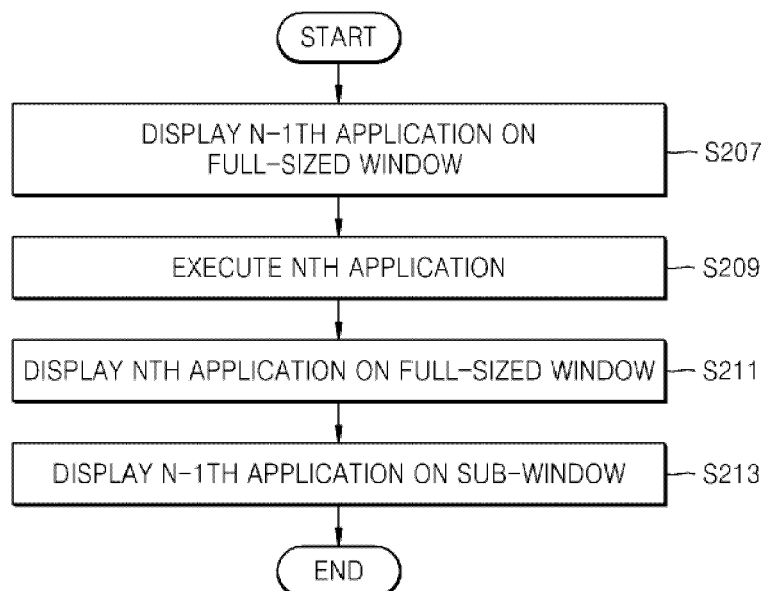 START
DISPLAY N-1TH APPLICATION ON
FULL-SIZED WINDOW
S207
EXECUTE NTH APPLICATION
S209
DISPLAY NTH APPLICATION ON FULL-SIZED WINDOW
S211
DISPLAY N-1TH APPLICATION ON SUB-WINDOW
S213
END